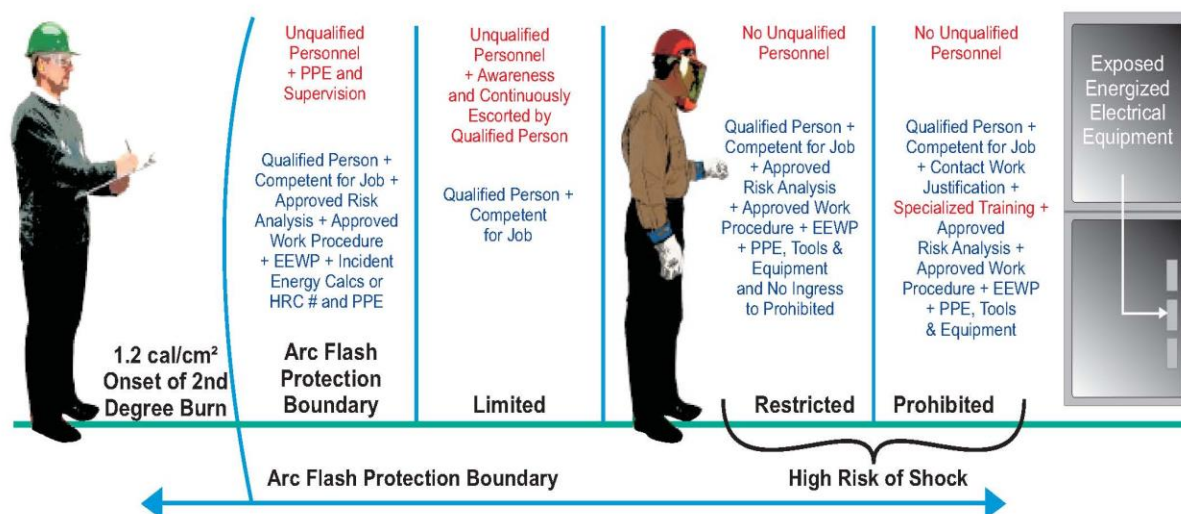 Unqualified
Personnel
+ PPE and
Supervision
Qualified Person +
Competent for Job +
Approved Risk
Analysis + Approved
Work Procedure
+ EEWP + Incident
Energy Calcs or
HRC # and PPE
Unqualified
Personnel
+ Awareness
and Continuously
Escorted by
Qualified Person
Qualified Person +
Competent
for Job
No Unqualified
Personnel
Qualified Person +
Competent for Job
+ Approved
Risk Analysis
+ Approved Work
Procedure + EEWP
+ PPE, Tools &
Equipment
and No Ingress
to Prohibited
No Unqualified
Personnel
Qualified Person +
Competent for Job
+ Contact Work
Justification +
Specialized Training +
Approved
Risk Analysis +
Approved Work
Procedure + EEWP
+ PPE, Tools
& Equipment
Exposed
Energized
Electrical
Equipment
1.2 cal/cm²
Onset of 2nd
Degree Burn
Arc Flash
Protection
Boundary
Limited
Restricted
Prohibited
Arc Flash Protection Boundary
High Risk of Shock